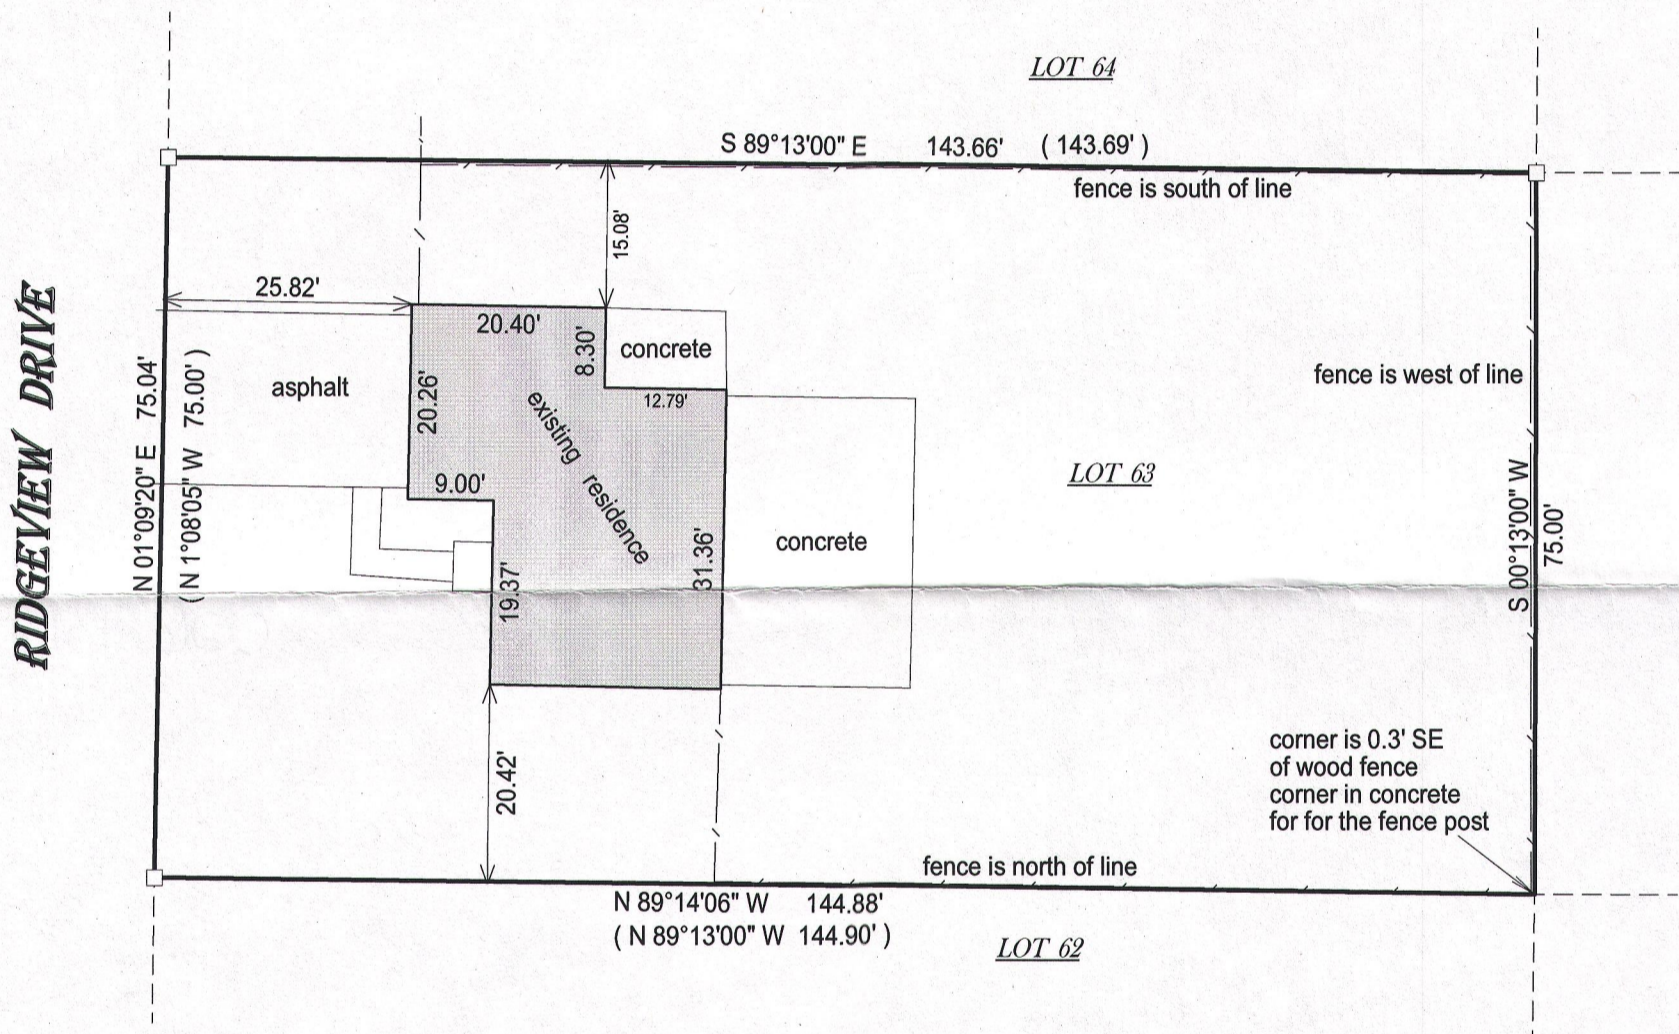 LOT 64
S 89°13'00" E 143.66' ( 143.69' )
fence is south of line
15.08'
25.82'
20.40'
8.30'
concrete
12.79'
asphalt
20.26'
9.00'
existing residence
19.37'
31.36'
concrete
20.42'
RIDGEVIEW DRIVE
N 01°09'20" E 75.04'
( N 1°08'05" W 75.00' )
fence is west of line
LOT 63
S 00°13'00" W
75.00'
corner is 0.3' SE
of wood fence
corner in concrete
for for the fence post
fence is north of line
N 89°14'06" W 144.88'
( N 89°13'00" W 144.90' )
LOT 62